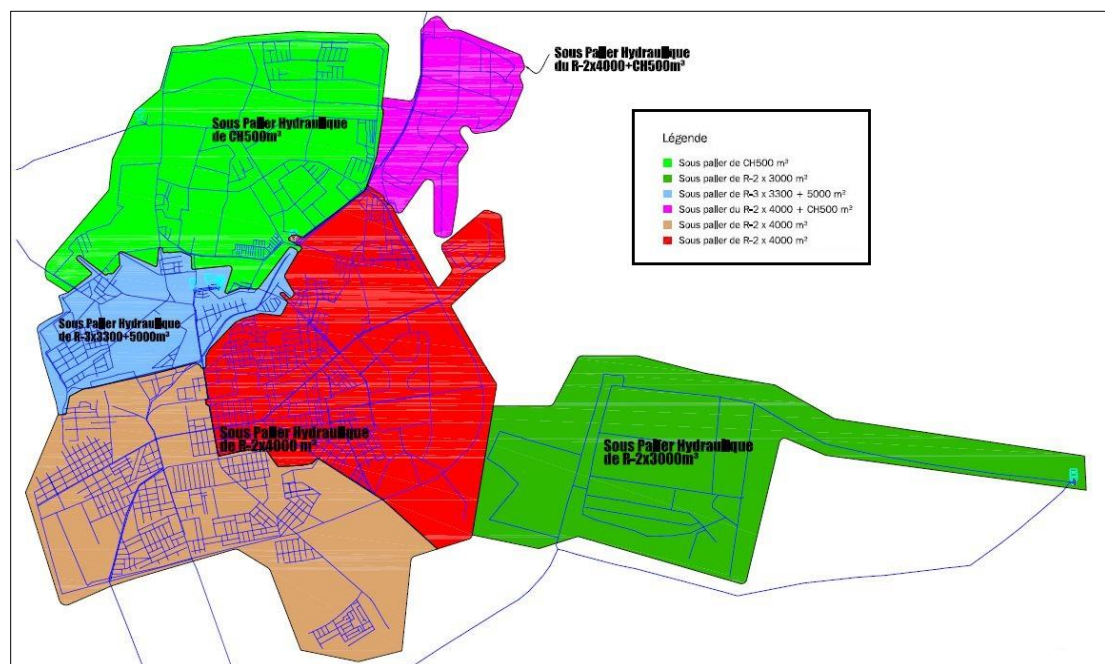 Sous Palier Hydraulique
du R-2x4000+CH500m³
Sous Palier Hydraulique
de CH500m³
Légende
Sous palier de CH500 m³
Sous palier de R-2 x 3000 m³
Sous palier de R-3 x 3300 + 5000 m³
Sous palier du R-2 x 4000 + CH500 m³
Sous palier de R-2 x 4000 m³
Sous palier de R-2 x 4000 m³
Sous Palier Hydraulique
de R-3x3300+5000m³
Sous Palier Hydraulique
de R-2x4000 m³
Sous Palier Hydraulique
de R-2x3000m³